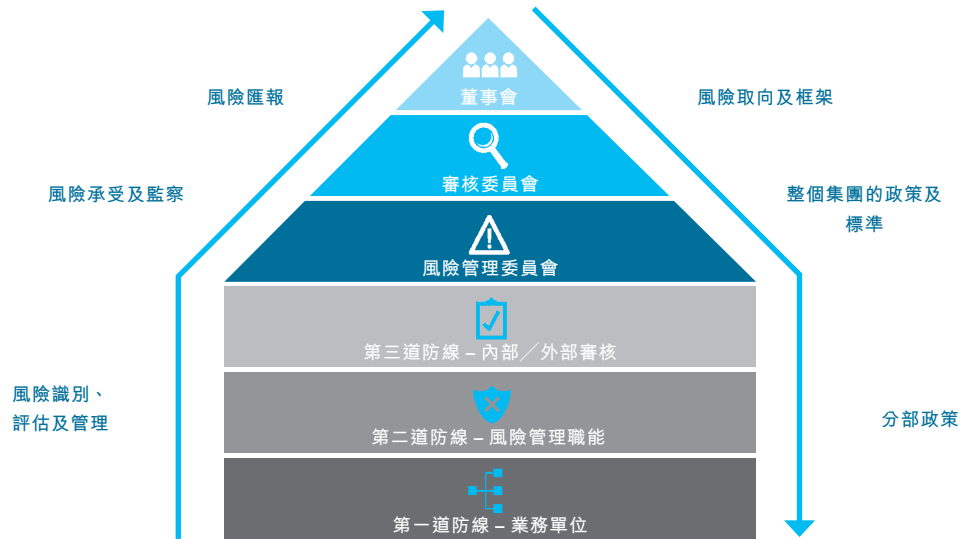 董事會
風險匯報
風險取向及框架
審核委員會
風險承受及監察
整個集團的政策及
標準
風險管理委員會
第三道防線 – 內部╱外部審核
風險識別、
評估及管理
分部政策
第二道防線 – 風險管理職能
第一道防線 – 業務單位